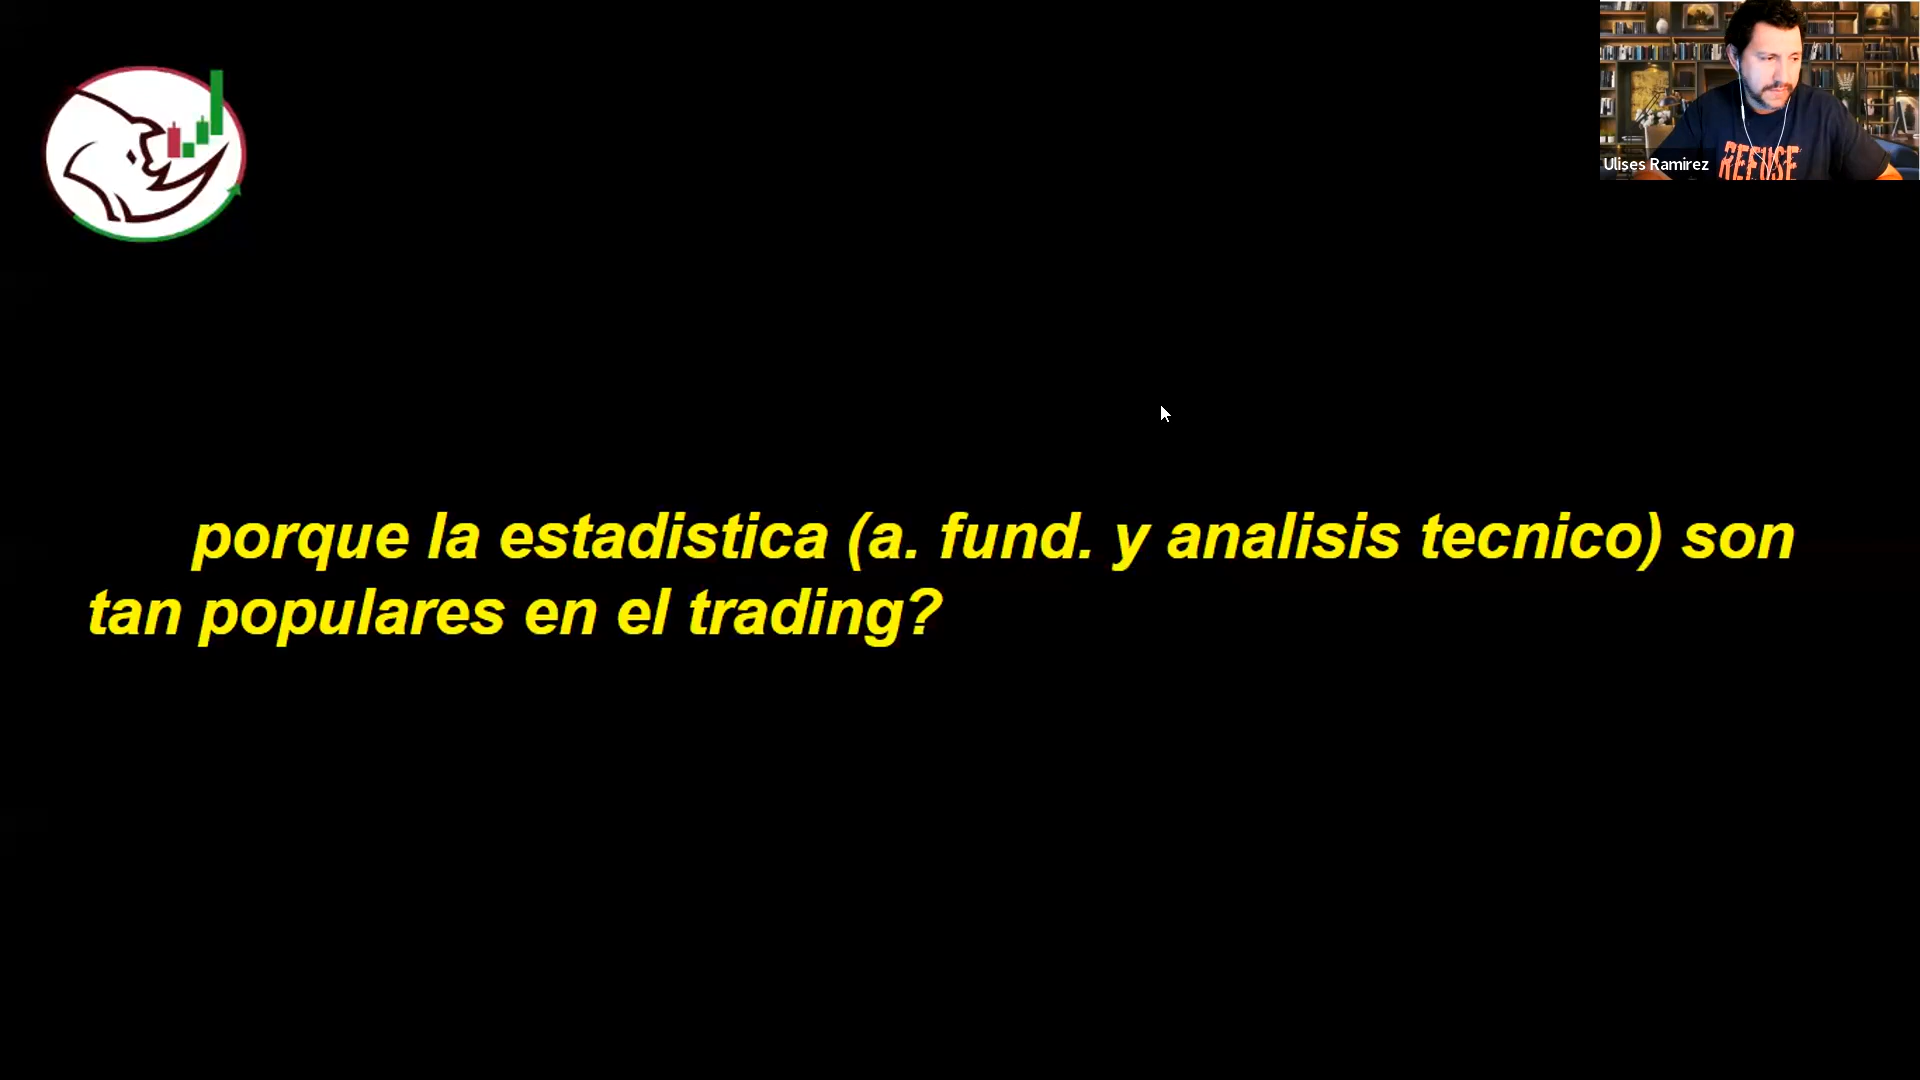 Ulises Ramirez
REFUSE
porque la estadistica (a. fund. y analisis tecnico) son
tan populares en el trading?